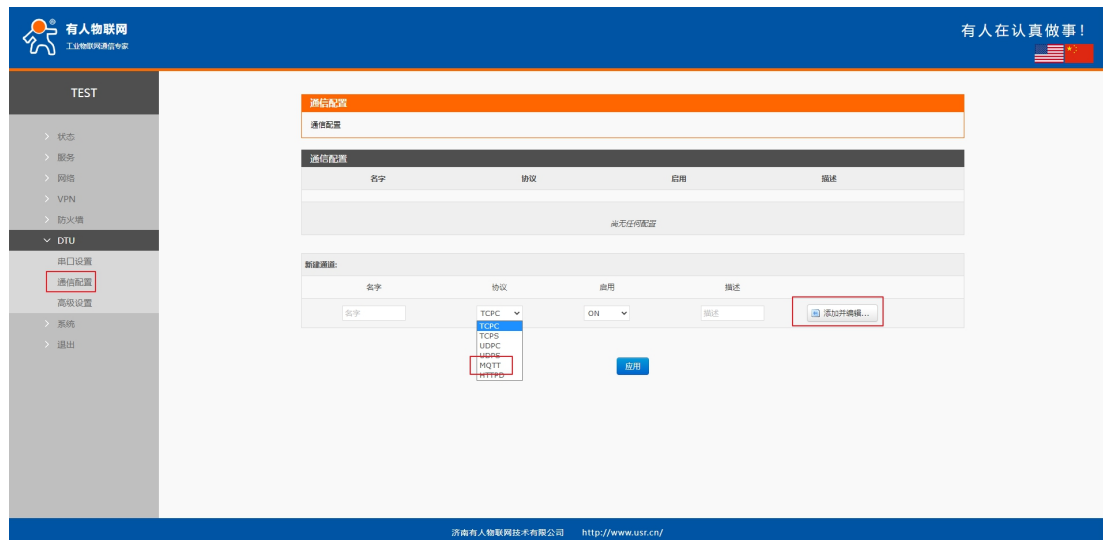 有人物联网
工业物联网通信专家
有人在认真做事!
TEST
状态
服务
网络
VPN
防火墙
DTU
串口设置
通信配置
高级设置
系统
退出
通信配置
通信配置
通信配置
名字 协议 启用 描述
尚无任何配置
新建通道:
名字 协议 启用 描述
名字 TCPC ON 描述 添加并编辑...
TCPC
TCPS
UDPC
UDPS
MQTT
HTTPD
应用
济南有人物联网技术有限公司 http://www.usr.cn/